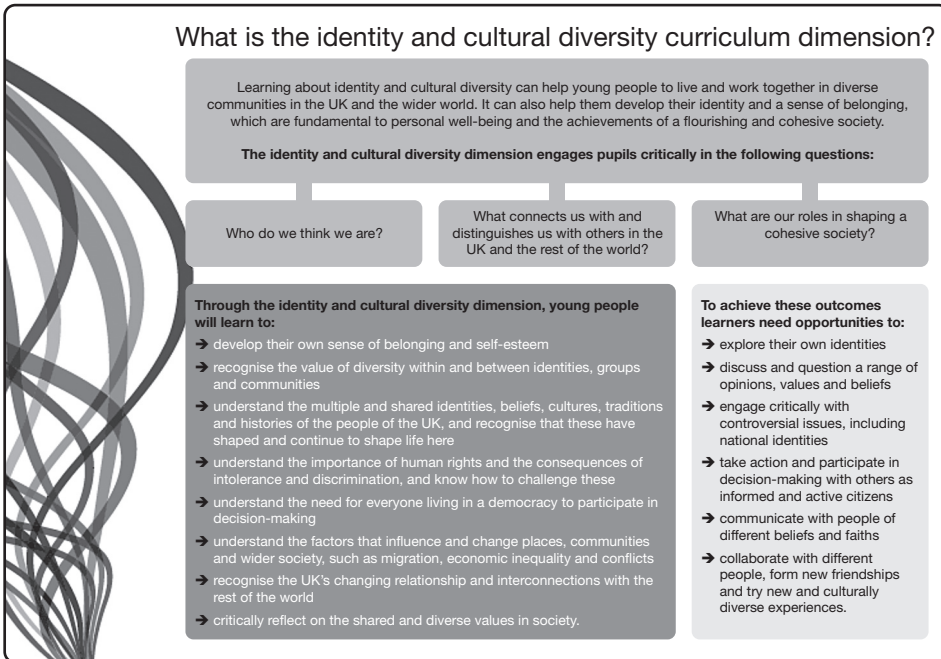 What is the identity and cultural diversity curriculum dimension?
Learning about identity and cultural diversity can help young people to live and work together in diverse
communities in the UK and the wider world. It can also help them develop their identity and a sense of belonging,
which are fundamental to personal well-being and the achievements of a flourishing and cohesive society.
The identity and cultural diversity dimension engages pupils critically in the following questions:
Who do we think we are?
What connects us with and
distinguishes us with others in the
UK and the rest of the world?
What are our roles in shaping a
cohesive society?
Through the identity and cultural diversity dimension, young people
will learn to:
➔ develop their own sense of belonging and self-esteem
➔ recognise the value of diversity within and between identities, groups
and communities
➔ understand the multiple and shared identities, beliefs, cultures, traditions
and histories of the people of the UK, and recognise that these have
shaped and continue to shape life here
➔ understand the importance of human rights and the consequences of
intolerance and discrimination, and know how to challenge these
➔ understand the need for everyone living in a democracy to participate in
decision-making
➔ understand the factors that influence and change places, communities
and wider society, such as migration, economic inequality and conflicts
➔ recognise the UK's changing relationship and interconnections with the
rest of the world
➔ critically reflect on the shared and diverse values in society.
To achieve these outcomes
learners need opportunities to:
➔ explore their own identities
➔ discuss and question a range of
opinions, values and beliefs
➔ engage critically with
controversial issues, including
national identities
➔ take action and participate in
decision-making with others as
informed and active citizens
➔ communicate with people of
different beliefs and faiths
➔ collaborate with different
people, form new friendships
and try new and culturally
diverse experiences.